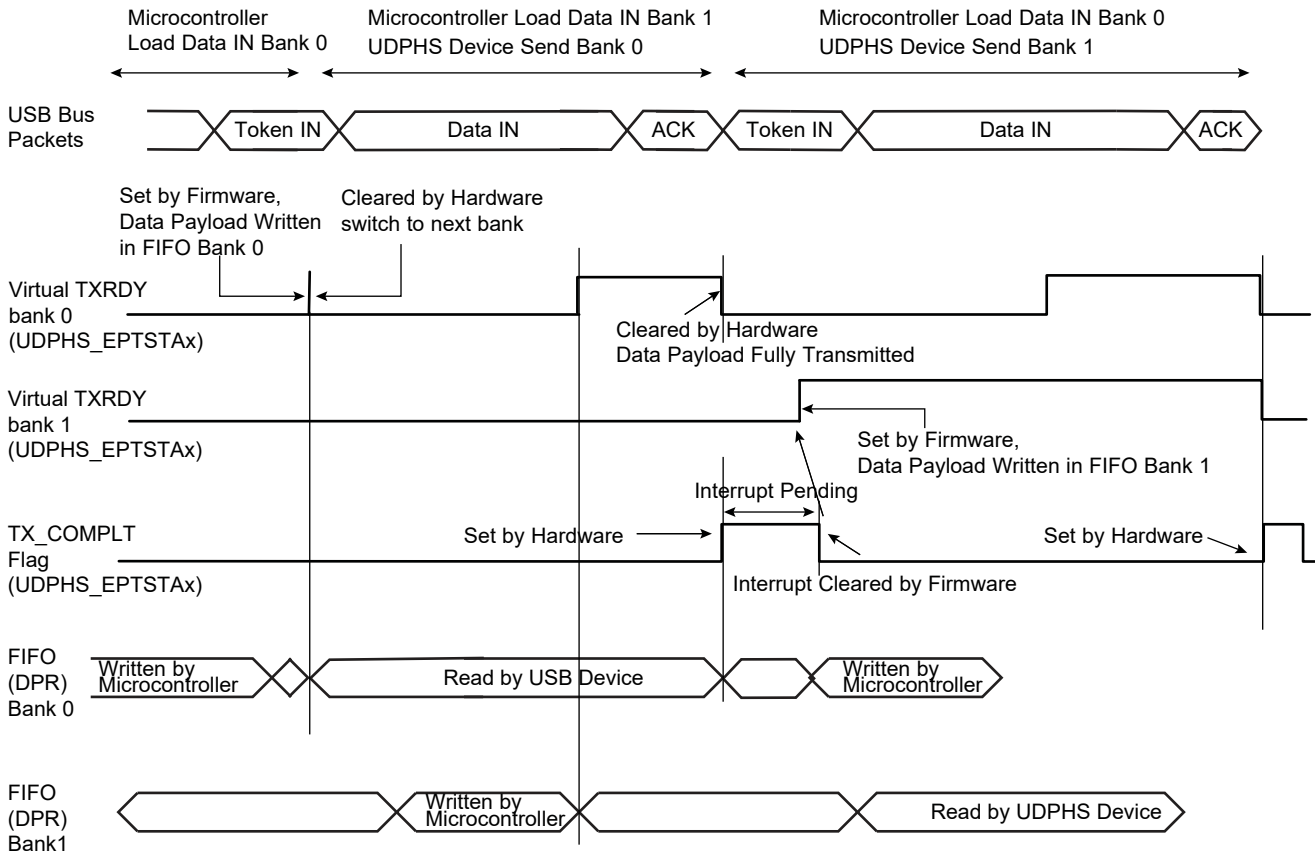 Microcontroller
Load Data IN Bank 0
Microcontroller Load Data IN Bank 1
UDPHS Device Send Bank 0
Microcontroller Load Data IN Bank 0
UDPHS Device Send Bank 1
USB Bus
Packets
Token IN
Data IN
ACK
Token IN
Data IN
ACK
Set by Firmware,
Data Payload Written
in FIFO Bank 0
Cleared by Hardware
switch to next bank
Virtual TXRDY
bank 0
(UDPHS_EPTSTAx)
Cleared by Hardware
Data Payload Fully Transmitted
Virtual TXRDY
bank 1
(UDPHS_EPTSTAx)
Set by Firmware,
Data Payload Written in FIFO Bank 1
Interrupt Pending
TX_COMPLT
Flag
(UDPHS_EPTSTAx)
Set by Hardware
Set by Hardware
Interrupt Cleared by Firmware
FIFO
(DPR)
Bank 0
Written by
Microcontroller
Read by USB Device
Written by
Microcontroller
FIFO
(DPR)
Bank1
Written by
Microcontroller
Read by UDPHS Device